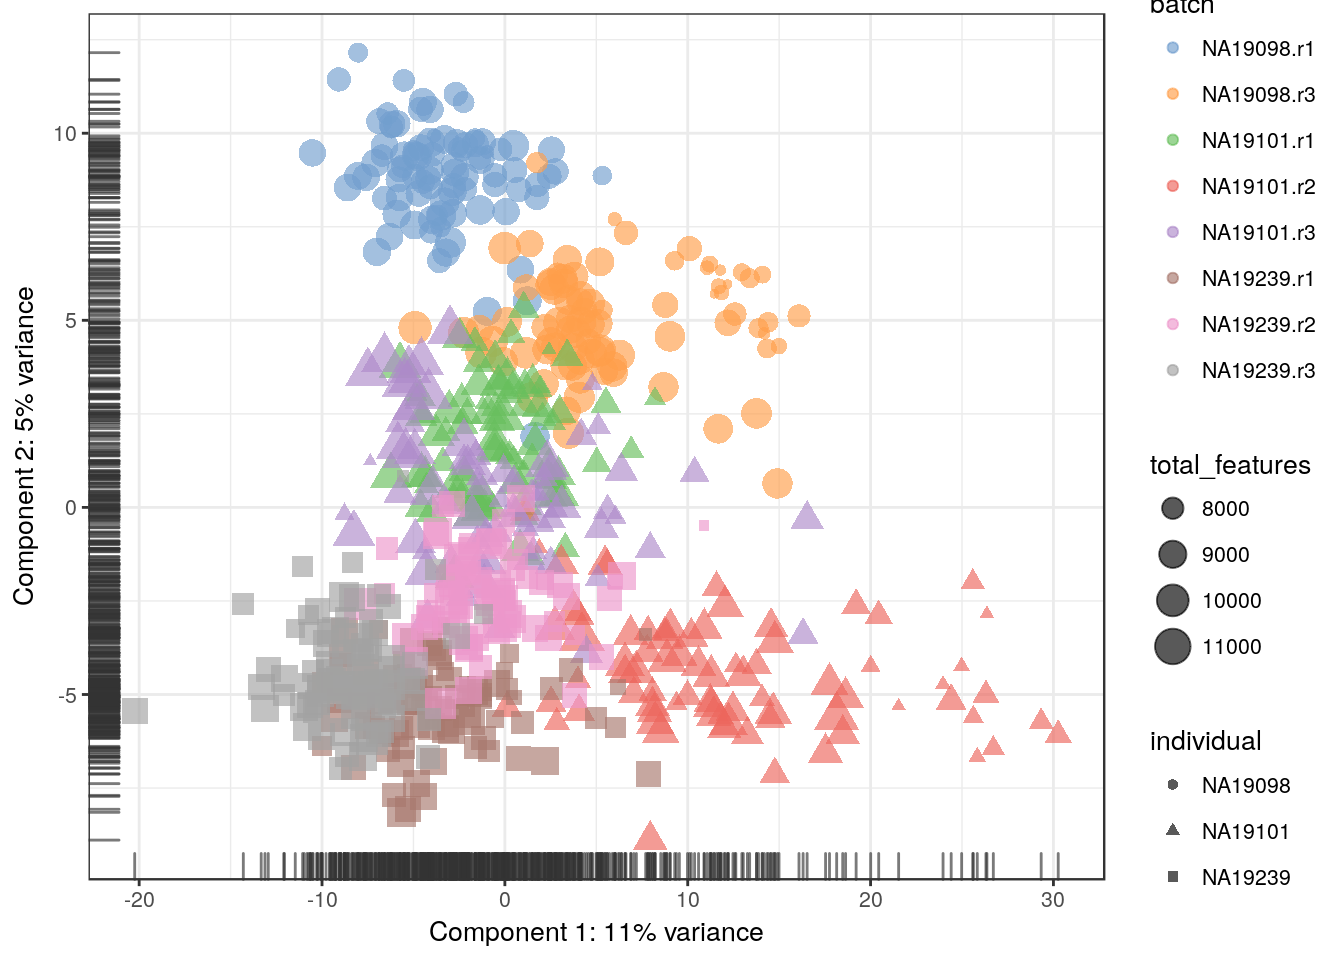 batch
NA19098.r1
NA19098.r3
NA19101.r1
NA19101.r2
NA19101.r3
NA19239.r1
NA19239.r2
NA19239.r3
total_features
8000
9000
10000
11000
individual
NA19098
NA19101
NA19239
Component 2: 5% variance
10
5
0
-5
-20
-10
0
10
20
30
Component 1: 11% variance